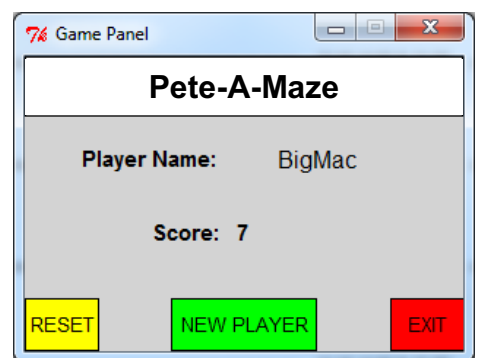 Game Panel
Pete-A-Maze
Player Name: BigMac
Score: 7
RESET NEW PLAYER EXIT